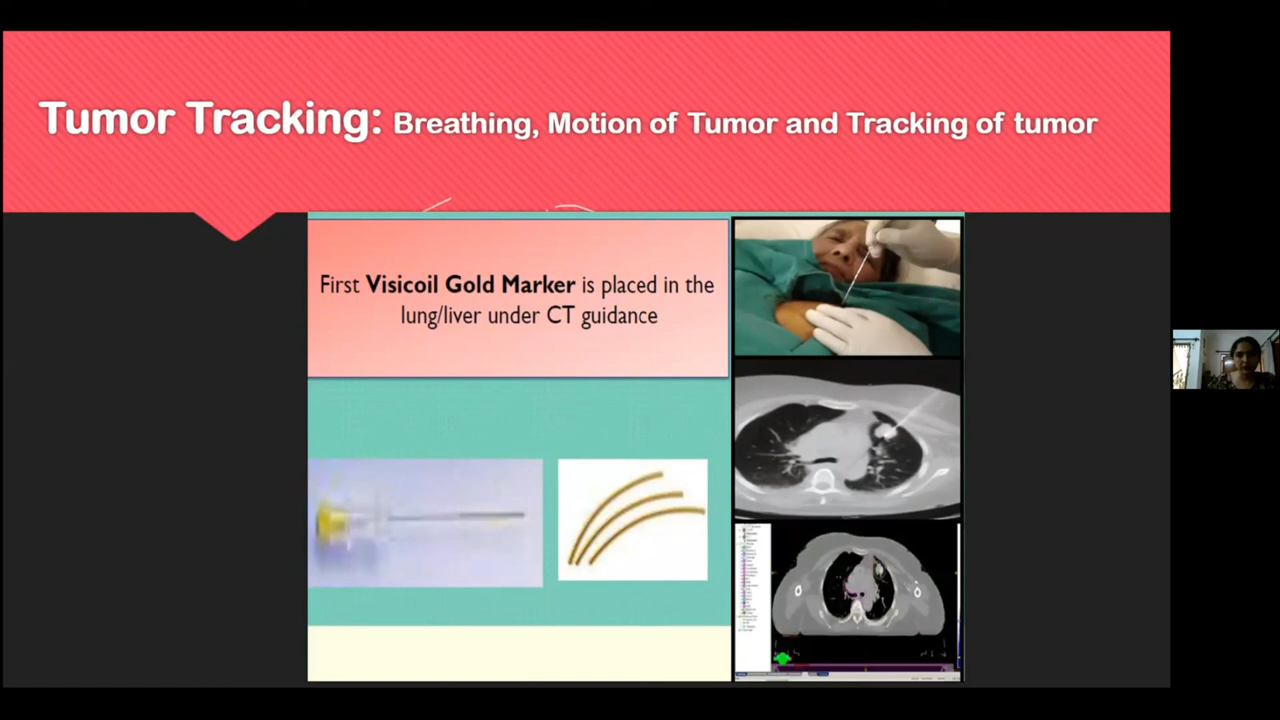 Tumor Tracking: Breathing, Motion of Tumor and Tracking of tumor
First Visicoil Gold Marker is placed in the
lung/liver under CT guidance